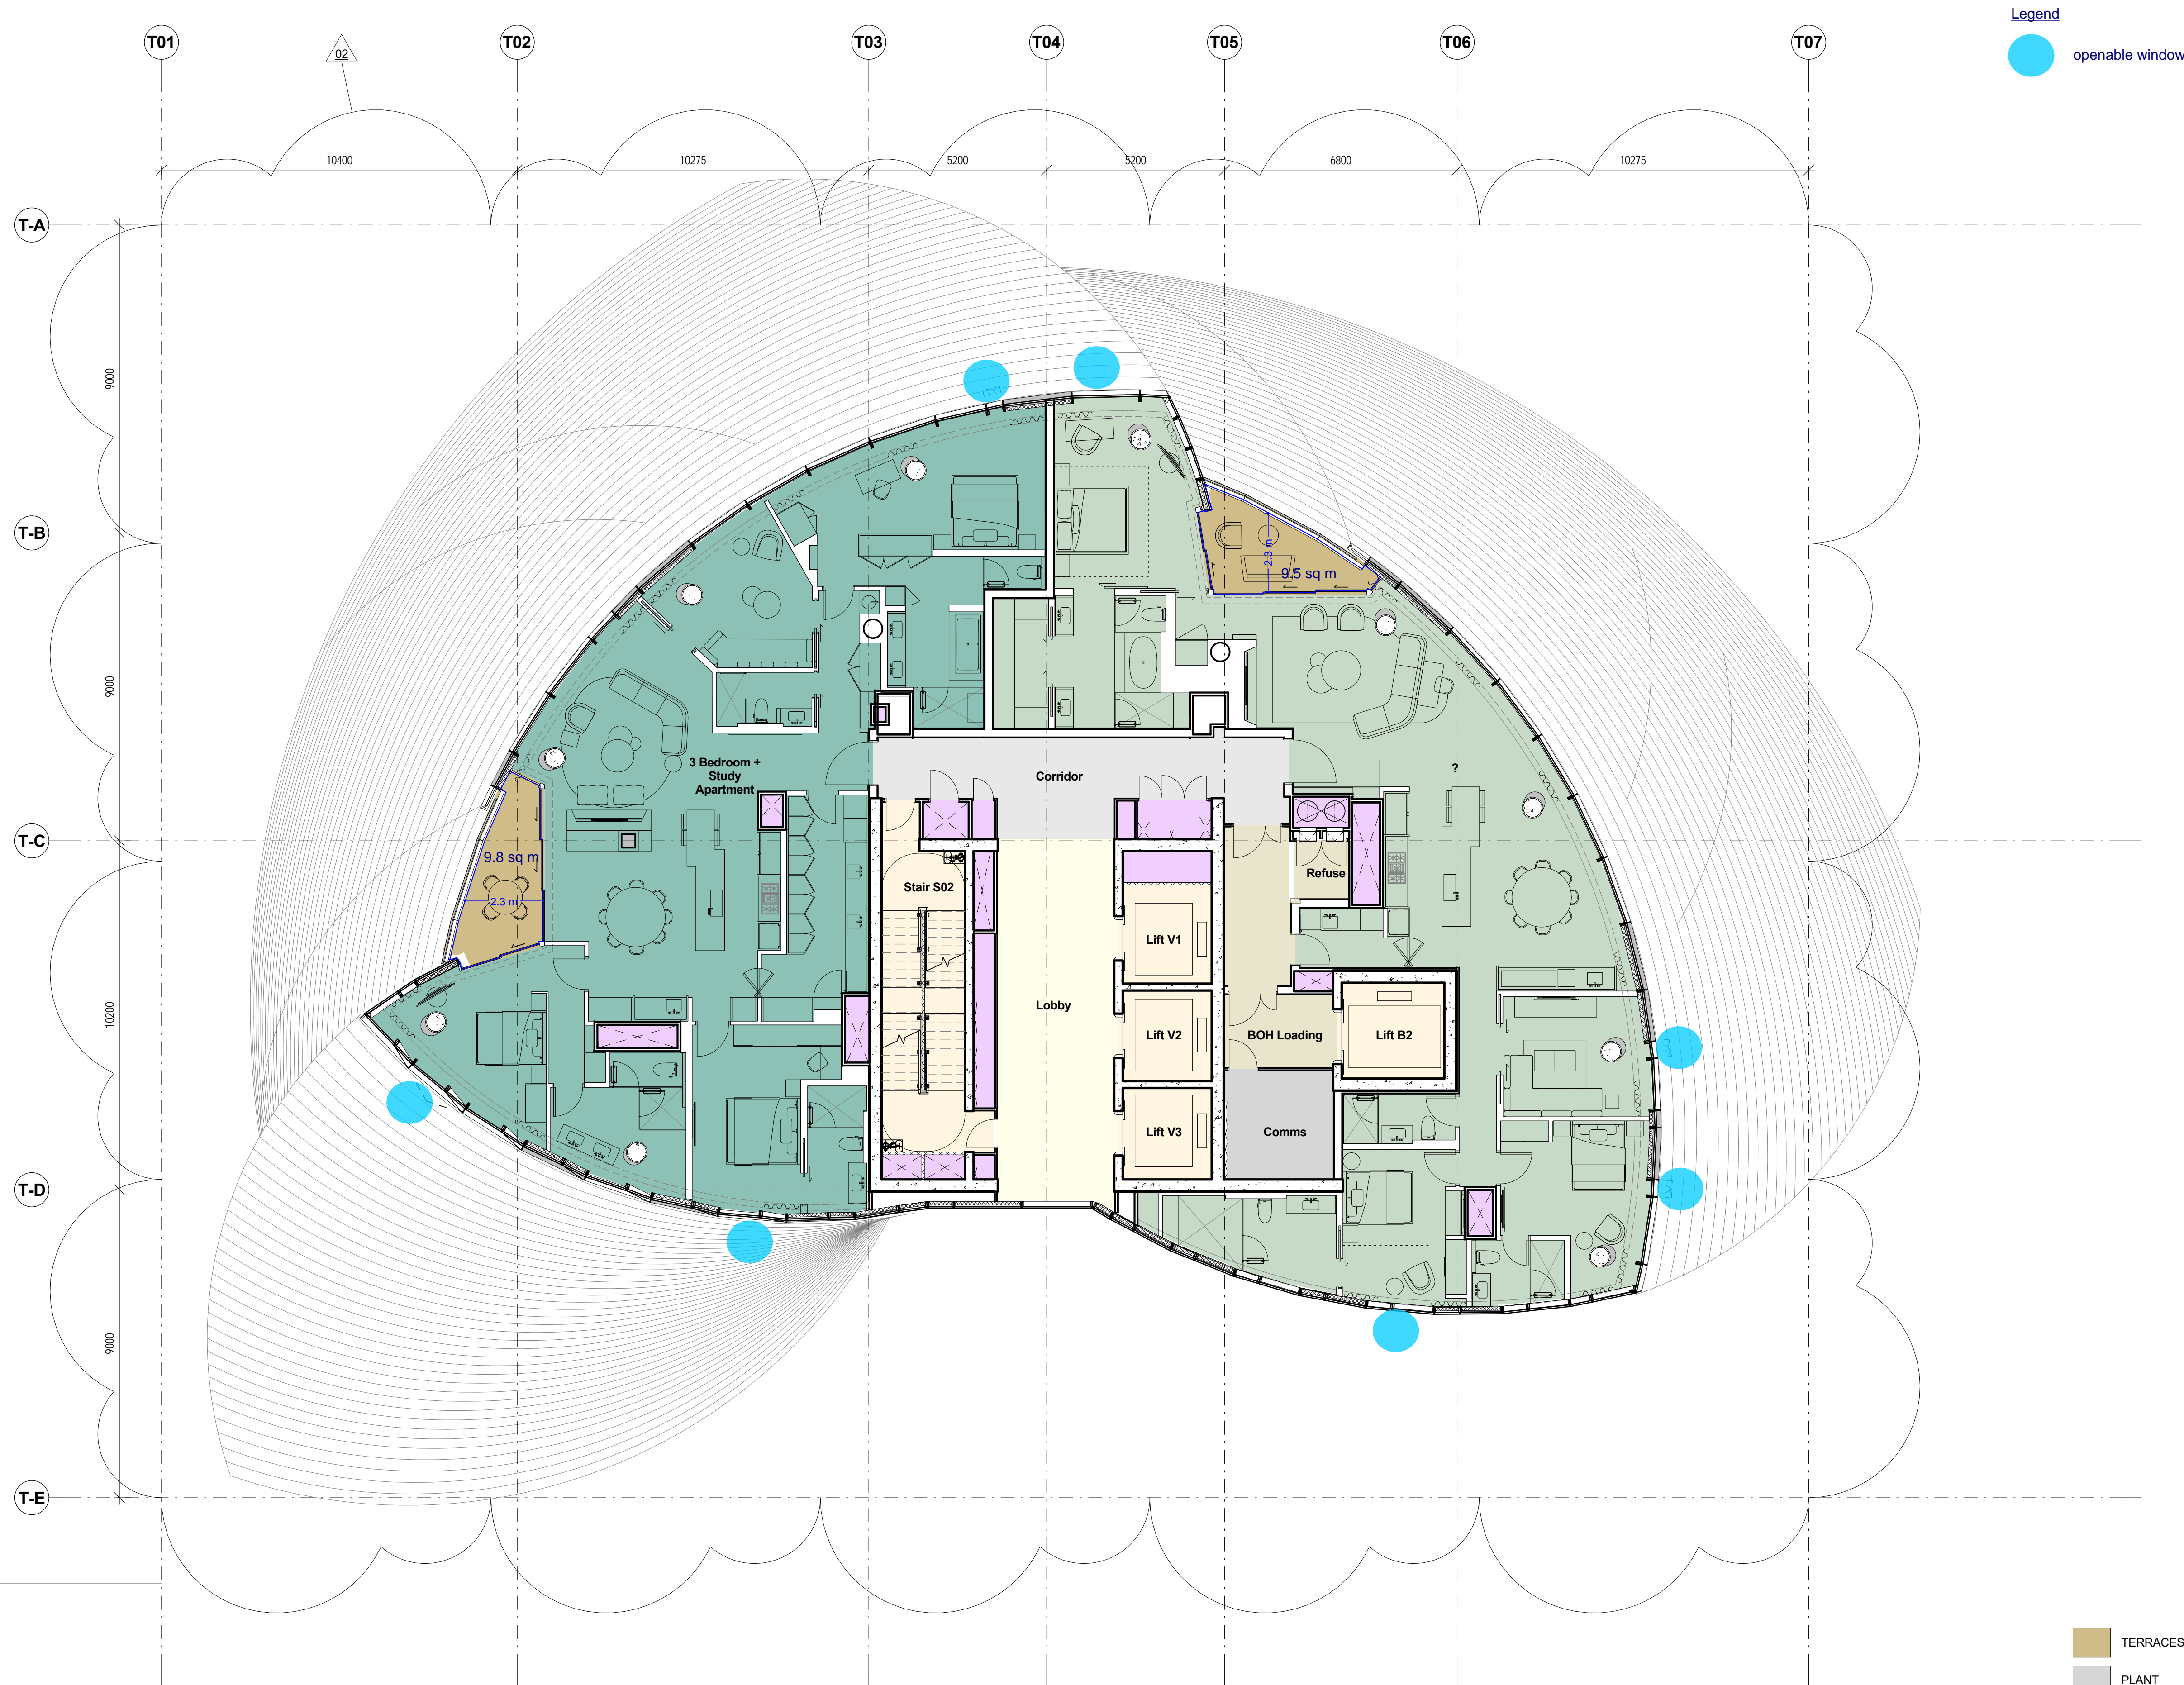 Legend
openable window
T01
T02
T03
T04
T05
T06
T07
02
10400
10275
5200
5200
6800
10275
T-A
9000
T-B
9000
T-C
10200
T-D
9000
T-E
2.3 m
9.5 sq m
3 Bedroom +
Study
Apartment
Corridor
?
9.8 sq m
2.3 m
Stair S02
Refuse
Lift V1
Lobby
Lift V2
BOH Loading
Lift B2
Lift V3
Comms
TERRACES
PLANT